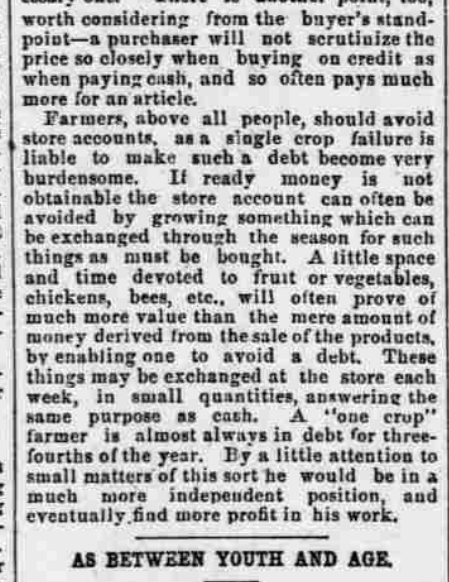 worth considering from the buyer's stand-
point—a purchaser will not scrutinize the
price so closely when buying on credit as
when paying cash, and so often pays much
more for an article.
Farmers, above all people, should avoid
store accounts, as a single crop failure is
liable to make such a debt become very
burdensome. If ready money is not
obtainable the store account can often be
avoided by growing something which can
be exchanged through the season for such
things as must be bought. A little space
and time devoted to fruit or vegetables,
chickens, bees, etc., will often prove of
much more value than the mere amount of
money derived from the sale of the products,
by enabling one to avoid a debt. These
things may be exchanged at the store each
week, in small quantities, answering the
same purpose as cash. A "one crop"
farmer is almost always in debt for three-
fourths of the year. By a little attention to
small matters of this sort he would be in a
much more independent position, and
eventually find more profit in his work.
AS BETWEEN YOUTH AND AGE.